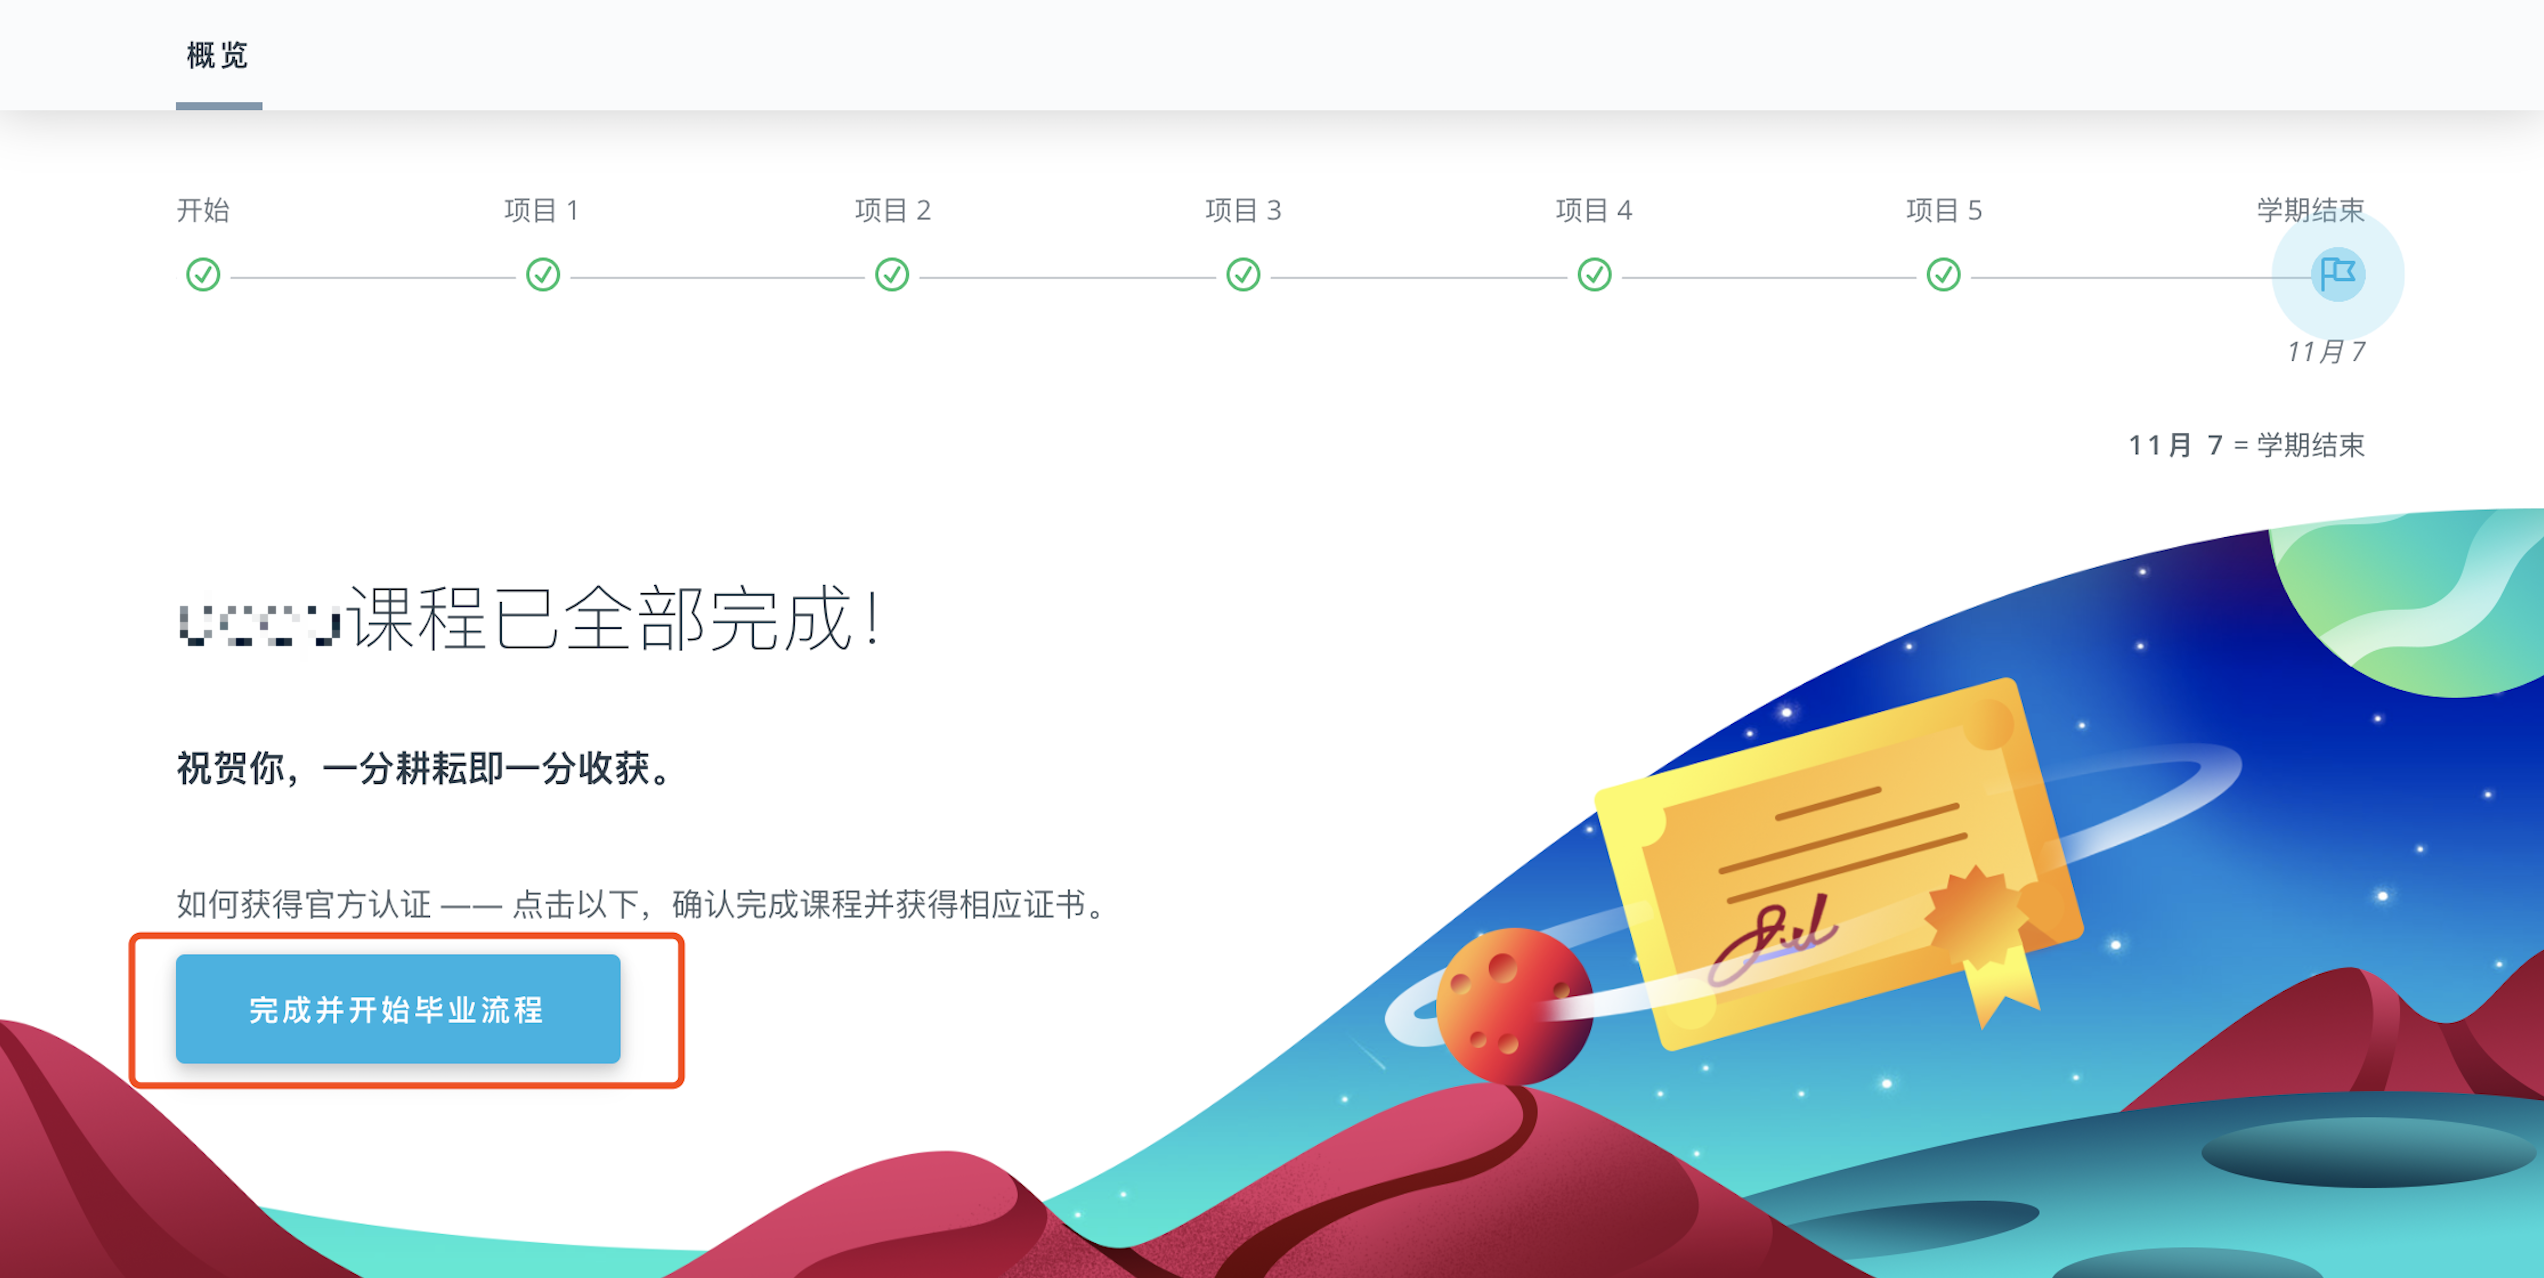 概览
开始 项目 1 项目 2 项目 3 项目 4 项目 5 学期结束
11月 7
11月 7 = 学期结束
课程已全部完成！
祝贺你，一分耕耘即一分收获。
如何获得官方认证 —— 点击以下，确认完成课程并获得相应证书。
完成并开始毕业流程